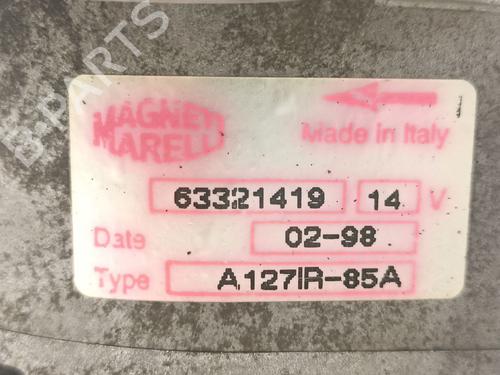 B-PARTS
MAGNETI
MARELLI
Made in Italy
63321419 14 V
Date 02-98
Type A127IR-85A